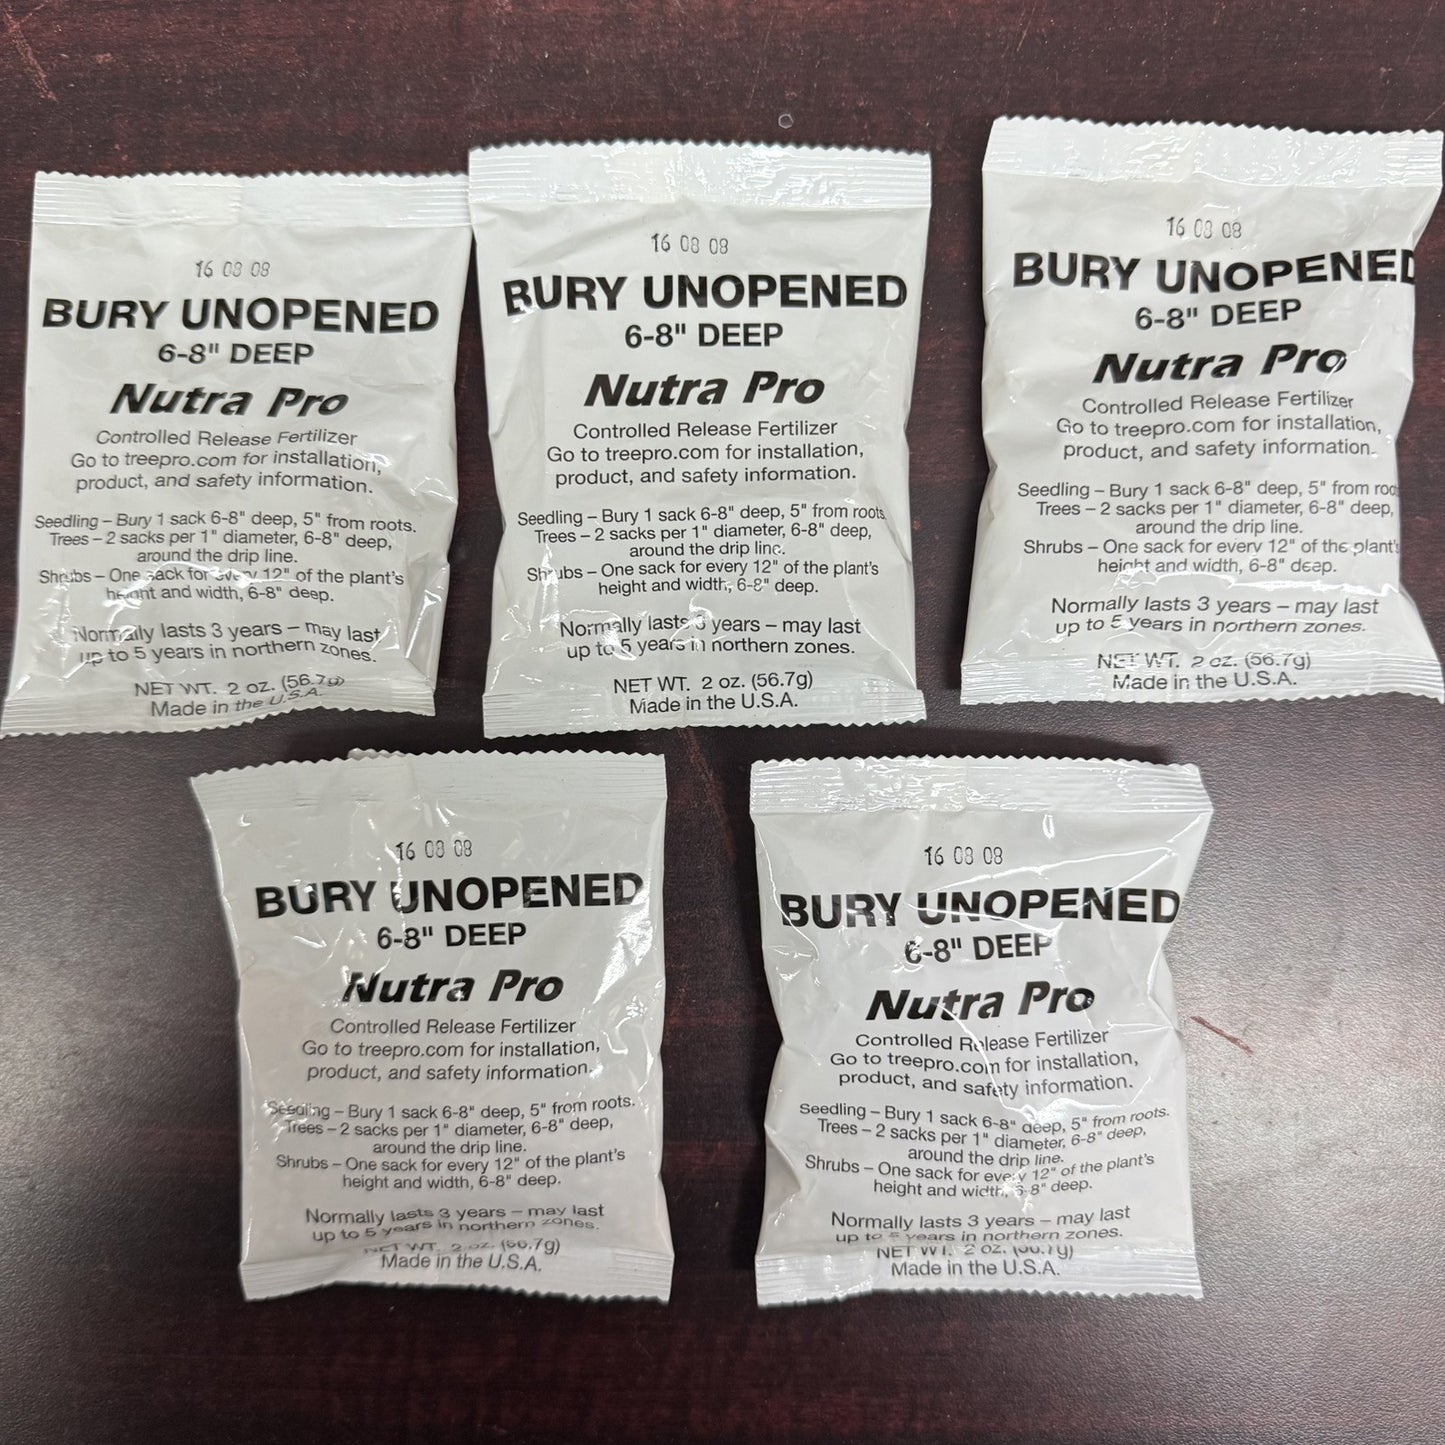 16 08 08
BURY UNOPENED
6-8" DEEP
Nutra Pro
Controlled Release Fertilizer
Go to treepro.com for installation,
product, and safety information.
Seedling – Bury 1 sack 6-8" deep, 5" from roots.
Trees – 2 sacks per 1" diameter, 6-8" deep,
around the drip line.
Shrubs – One sack for every 12" of the plant's
height and width, 6-8" deep.
Normally lasts 3 years – may last
up to 5 years in northern zones.
NET WT. 2 oz. (56.7g)
Made in the U.S.A.
16 08 08
BURY UNOPENED
6-8" DEEP
Nutra Pro
Controlled Release Fertilizer
Go to treepro.com for installation,
product, and safety information.
Seedling – Bury 1 sack 6-8" deep, 5" from roots.
Trees – 2 sacks per 1" diameter, 6-8" deep,
around the drip line.
Shrubs – One sack for every 12" of the plant's
height and width, 6-8" deep.
Normally lasts 3 years – may last
up to 5 years in northern zones.
NET WT. 2 oz. (56.7g)
Made in the U.S.A.
16 08 08
BURY UNOPENED
6-8" DEEP
Nutra Pro
Controlled Release Fertilizer
Go to treepro.com for installation,
product, and safety information.
Seedling – Bury 1 sack 6-8" deep, 5" from roo
Trees – 2 sacks per 1" diameter, 6-8" deep,
around the drip line.
Shrubs – One sack for every 12" of the plant's
height and width, 6-8" deep.
Normally lasts 3 years – may last
up to 5 years in northern zones.
NET WT. 2 oz. (56.7g)
Made in the U.S.A.
16 08 08
BURY UNOPENED
6-8" DEEP
Nutra Pro
Controlled Release Fertilizer
Go to treepro.com for installation,
product, and safety information.
Seedling – Bury 1 sack 6-8" deep, 5" from roots.
Trees – 2 sacks per 1" diameter, 6-8" deep,
around the drip line.
Shrubs – One sack for every 12" of the plant's
height and width, 6-8" deep.
Normally lasts 3 years – may last
up to 5 years in northern zones.
NET WT. 2 oz. (56.7g)
Made in the U.S.A.
16 08 08
BURY UNOPENED
6-8" DEEP
Nutra Pro
Controlled Release Fertilizer
Go to treepro.com for installation,
product, and safety information.
Seedling – Bury 1 sack 6-8" deep, 5" from roots.
Trees – 2 sacks per 1" diameter, 6-8" deep,
around the drip line.
Shrubs – One sack for every 12" of the plant's
height and width, 6-8" deep.
Normally lasts 3 years – may last
up to 5 years in northern zones.
NET WT. 2 oz. (56.7g)
Made in the U.S.A.